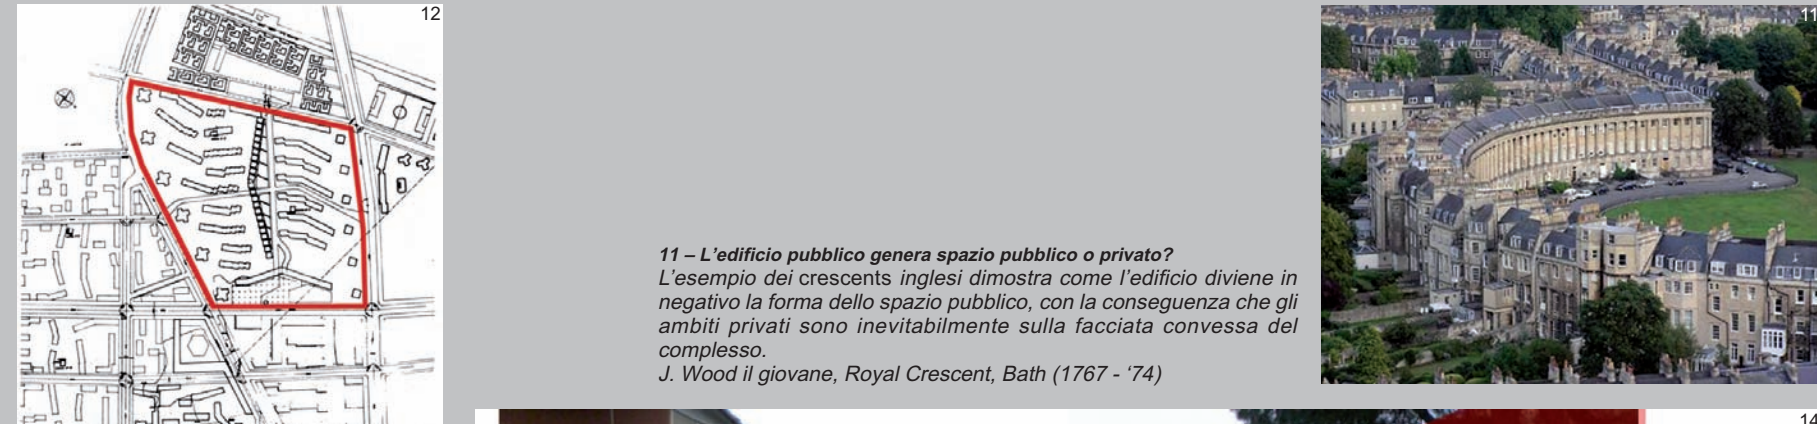 12
11
11 – L’edificio pubblico genera spazio pubblico o privato?
L’esempio dei crescents inglesi dimostra come l’edificio diviene in
negativo la forma dello spazio pubblico, con la conseguenza che gli
ambiti privati sono inevitabilmente sulla facciata convessa del
complesso.
J. Wood il giovane, Royal Crescent, Bath (1767 - ‘74)
14